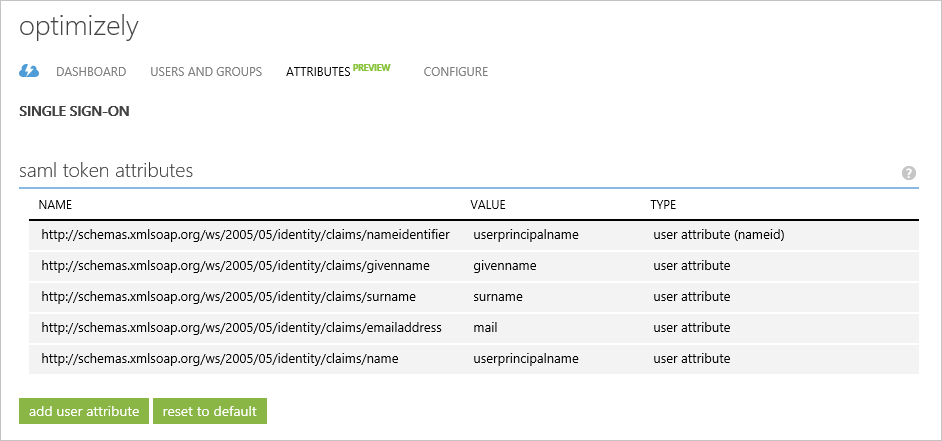 optimizely
DASHBOARD USERS AND GROUPS ATTRIBUTES PREVIEW CONFIGURE
SINGLE SIGN-ON
saml token attributes ?
NAME VALUE TYPE
http://schemas.xmlsoap.org/ws/2005/05/identity/claims/nameidentifier userprincipalname user attribute (nameid)
http://schemas.xmlsoap.org/ws/2005/05/identity/claims/givenname givenname user attribute
http://schemas.xmlsoap.org/ws/2005/05/identity/claims/surname surname user attribute
http://schemas.xmlsoap.org/ws/2005/05/identity/claims/emailaddress mail user attribute
http://schemas.xmlsoap.org/ws/2005/05/identity/claims/name userprincipalname user attribute
add user attribute reset to default